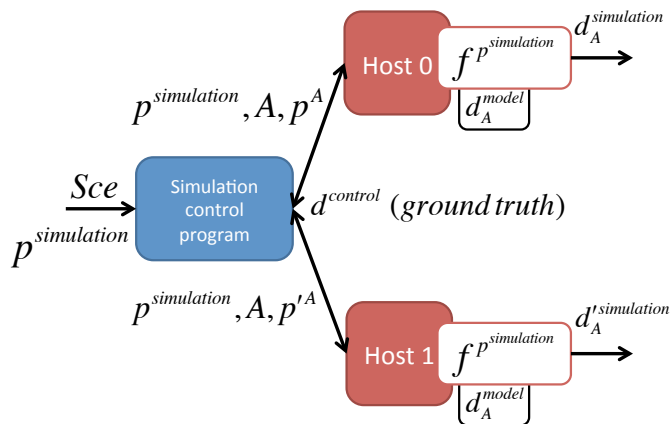 Host 0
f^{p^{simulation}}
d_A^{simulation}
d_A^{model}
p^{simulation}, A, p^A
Sce
p^{simulation}
Simulation
control
program
d^{control} (ground truth)
p^{simulation}, A, p'^A
Host 1
f^{p^{simulation}}
d'_A^{simulation}
d_A^{model}